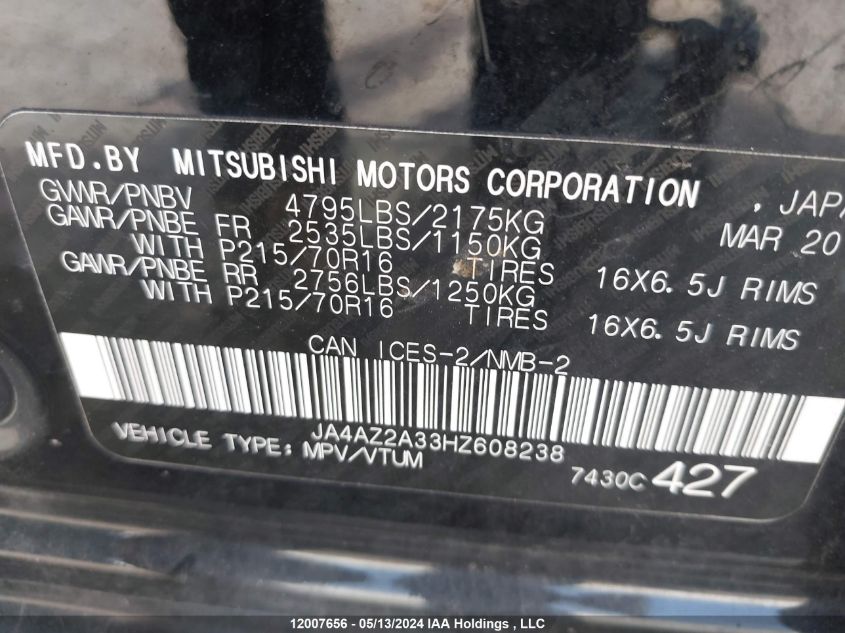 MFD.BY MITSUBISHI MOTORS CORPORATION , JAPA
GVWR/PNBV 4795LBS/2175KG MAR 20
GAWR/PNBE FR 2535LBS/1150KG
WITH P215/70R16 TIRES 16X6.5J RIMS
GAWR/PNBE RR 2756LBS/1250KG
WITH P215/70R16 TIRES 16X6.5J RIMS
CAN ICES-2/NMB-2
JA4AZ2A33HZ608238
VEHICLE TYPE: MPV/VTUM
7430C 427
12007656 - 05/13/2024 IAA Holdings , LLC